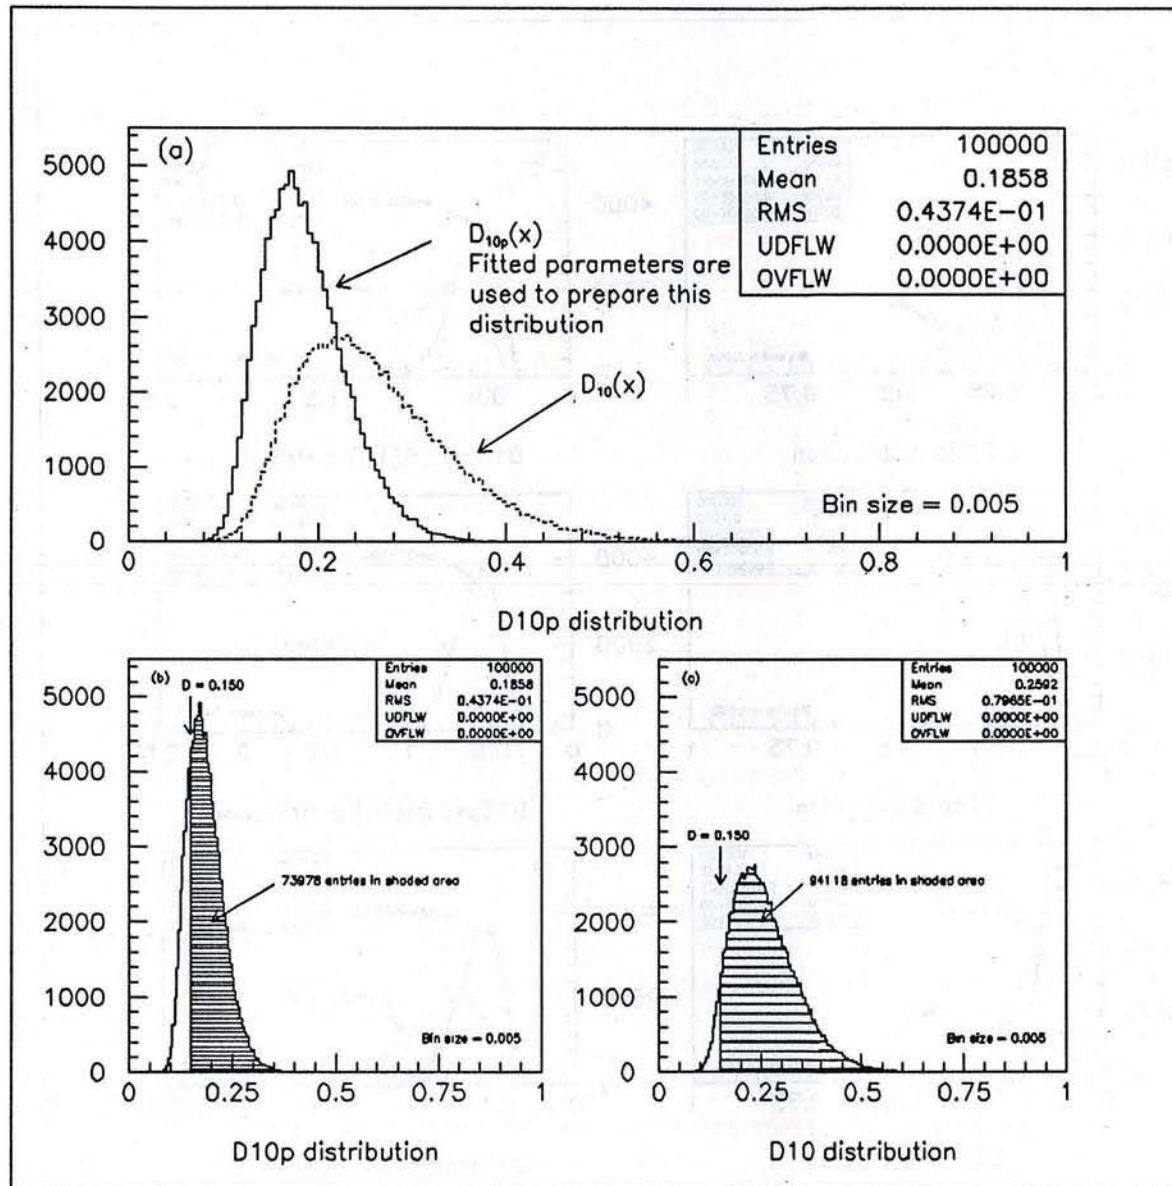 (a)
Entries 100000
Mean 0.1858
RMS 0.4374E-01
UDFLW 0.0000E+00
OVFLW 0.0000E+00
5000
4000
3000
2000
1000
0
D10p(x)
Fitted parameters are
used to prepare this
distribution
D10(x)
Bin size = 0.005
0 0.2 0.4 0.6 0.8 1
D10p distribution
(b)
D = 0.150
Entries 100000
Mean 0.1858
RMS 0.4374E-01
UDFLW 0.0000E+00
OVFLW 0.0000E+00
5000
4000
3000
2000
1000
0
73978 entries in shaded area
Bin size = 0.005
0 0.25 0.5 0.75 1
D10p distribution
(c)
Entries 100000
Mean 0.2592
RMS 0.7965E-01
UDFLW 0.0000E+00
OVFLW 0.0000E+00
5000
4000
3000
2000
1000
0
D = 0.150
94118 entries in shaded area
Bin size = 0.005
0 0.25 0.5 0.75 1
D10 distribution